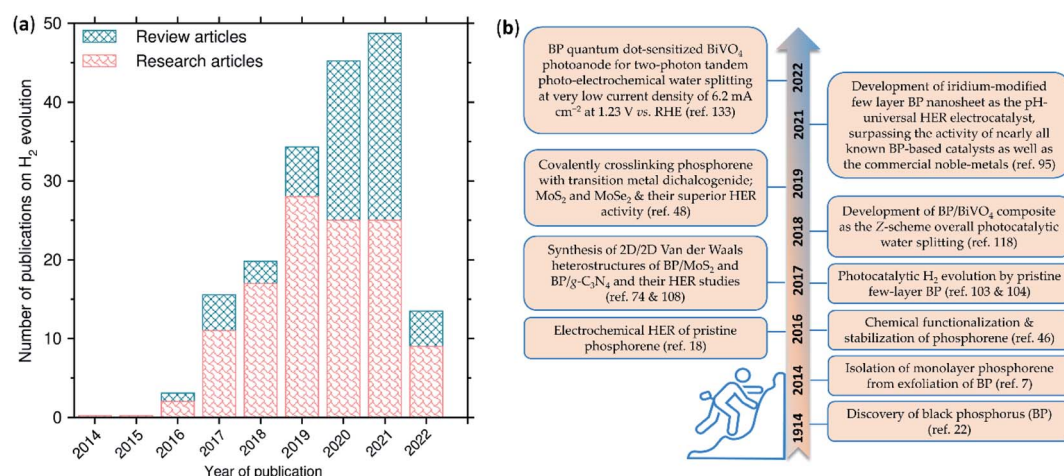 (a)
50
40
30
20
10
0
Number of publications on H₂ evolution
Review articles
Research articles
2014
2015
2016
2017
2018
2019
2020
2021
2022
Year of publication
(b)
BP quantum dot-sensitized BiVO₄
photoanode for two-photon tandem
photo-electrochemical water splitting
at very low current density of 6.2 mA
cm⁻² at 1.23 V vs. RHE (ref. 133)
Covalently crosslinking phosphorene
with transition metal dichalcogenide;
MoS₂ and MoSe₂ & their superior HER
activity (ref. 48)
Synthesis of 2D/2D Van der Waals
heterostructures of BP/MoS₂ and
BP/g-C₃N₄ and their HER studies
(ref. 74 & 108)
Electrochemical HER of pristine
phosphorene (ref. 18)
2022
2021
2019
2018
2017
2016
2014
1914
Development of iridium-modified
few layer BP nanosheet as the pH-
universal HER electrocatalyst,
surpassing the activity of nearly all
known BP-based catalysts as well as
the commercial noble-metals
(ref. 95)
Development of BP/BiVO₄ composite
as the Z-scheme overall photocatalytic
water splitting (ref. 118)
Photocatalytic H₂ evolution by pristine
few-layer BP (ref. 103 & 104)
Chemical functionalization &
stabilization of phosphorene (ref. 46)
Isolation of monolayer phosphorene
from exfoliation of BP (ref. 7)
Discovery of black phosphorus (BP)
(ref. 22)